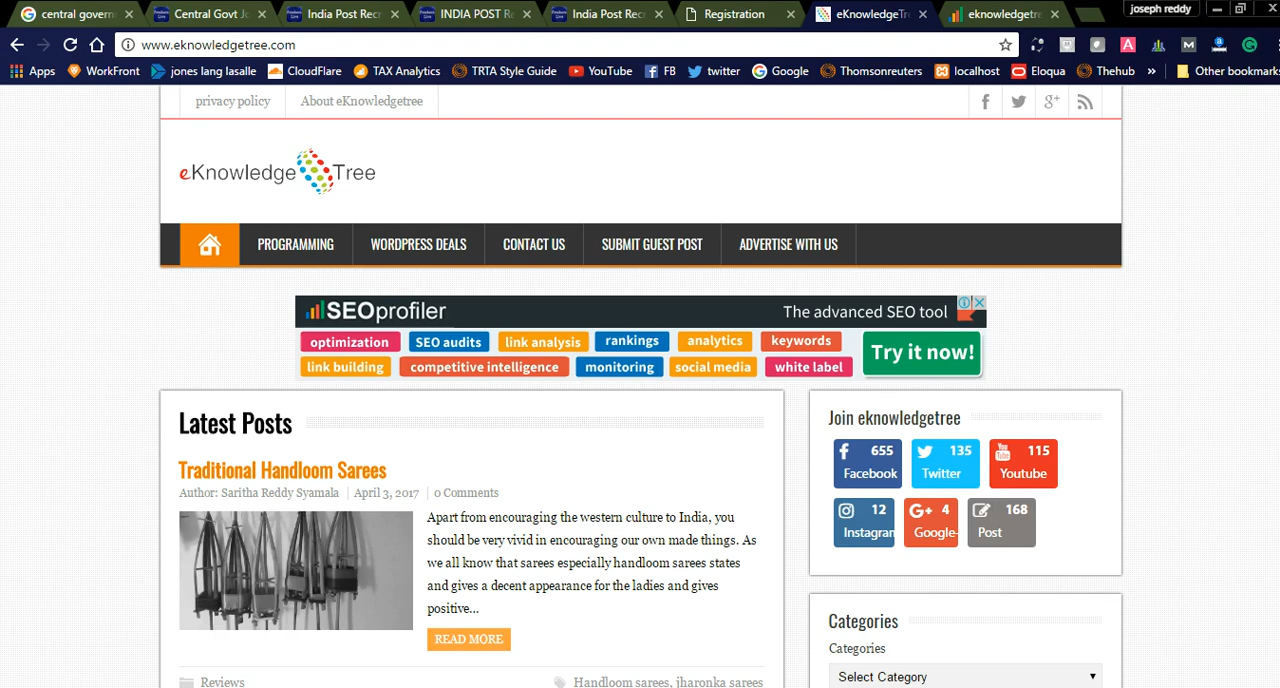 central govern
Central Govt J
India Post Rec
INDIA POST R
India Post Rec
Registration
eKnowledgeTr
eknowledgetre
joseph reddy
www.eknowledgetree.com
Apps
WorkFront
jones lang lasalle
CloudFlare
TAX Analytics
TRTA Style Guide
YouTube
FB
twitter
Google
Thomsonreuters
localhost
Eloqua
Thehub
»
Other bookmarks
privacy policy
About eKnowledgetree
eKnowledge Tree
PROGRAMMING
WORDPRESS DEALS
CONTACT US
SUBMIT GUEST POST
ADVERTISE WITH US
SEOprofiler
The advanced SEO tool
optimization
SEO audits
link analysis
rankings
analytics
keywords
link building
competitive intelligence
monitoring
social media
white label
Try it now!
Latest Posts
Traditional Handloom Sarees
Author: Saritha Reddy Syamala
April 3, 2017
0 Comments
Apart from encouraging the western culture to India, you
should be very vivid in encouraging our own made things. As
we all know that sarees especially handloom sarees states
and gives a decent appearance for the ladies and gives
positive...
READ MORE
Reviews
Handloom sarees, jharonka sarees
Join eknowledgetree
655
Facebook
135
Twitter
115
Youtube
12
Instagram
4
Google-
168
Post
Categories
Categories
Select Category